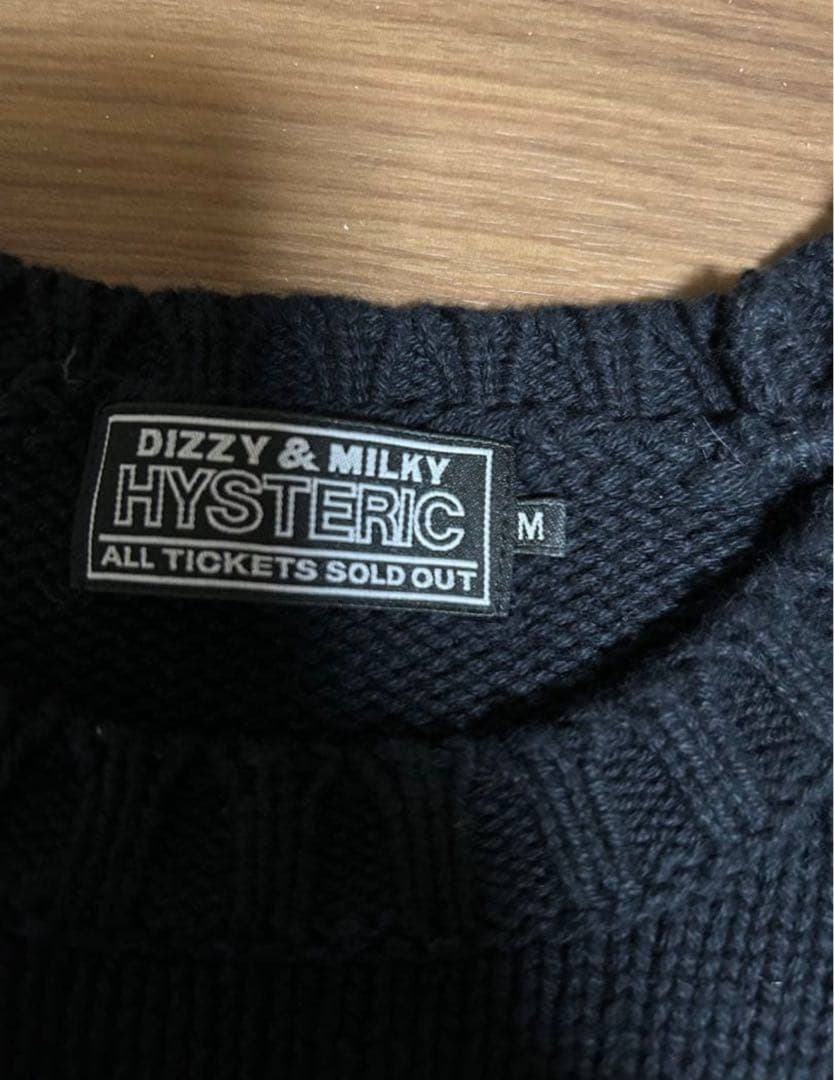 DIZZY & MILKY
HYSTERIC
ALL TICKETS SOLD OUT
M